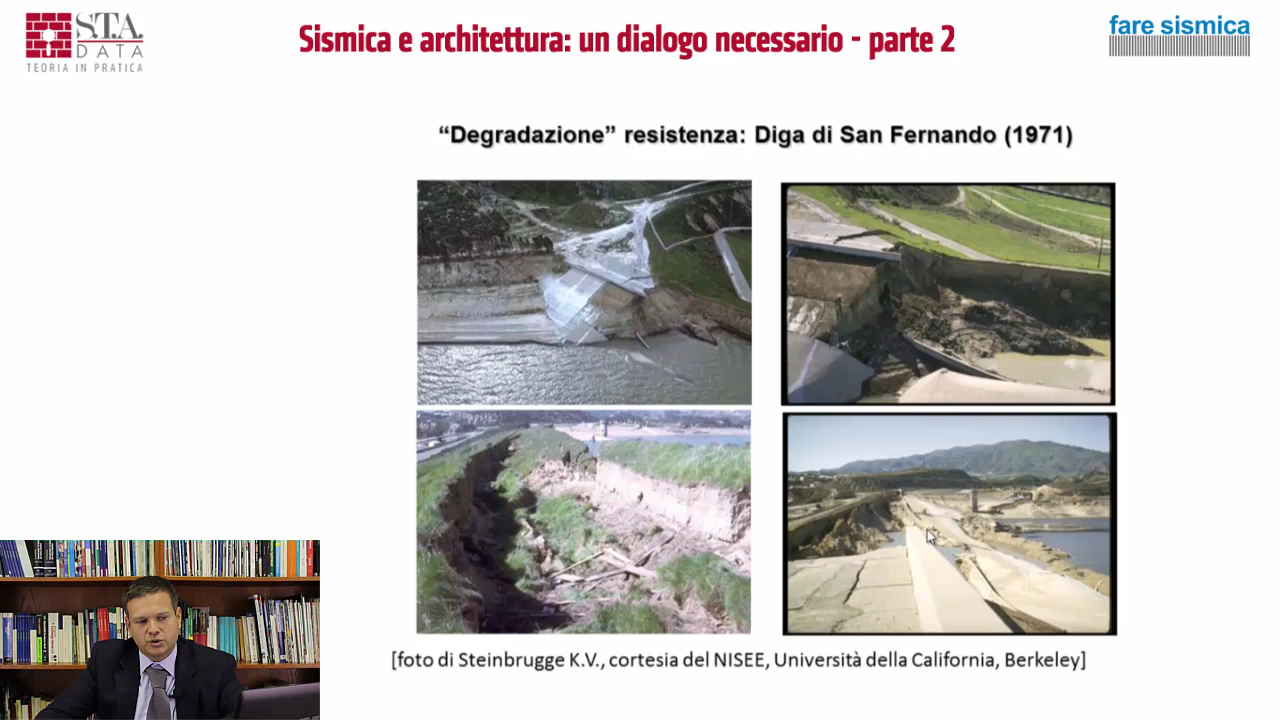 S.T.A.
DATA
TEORIA IN PRATICA
Sismica e architettura: un dialogo necessario - parte 2
fare sismica
“Degradazione” resistenza: Diga di San Fernando (1971)
[foto di Steinbrugge K.V., cortesia del NISEE, Università della California, Berkeley]